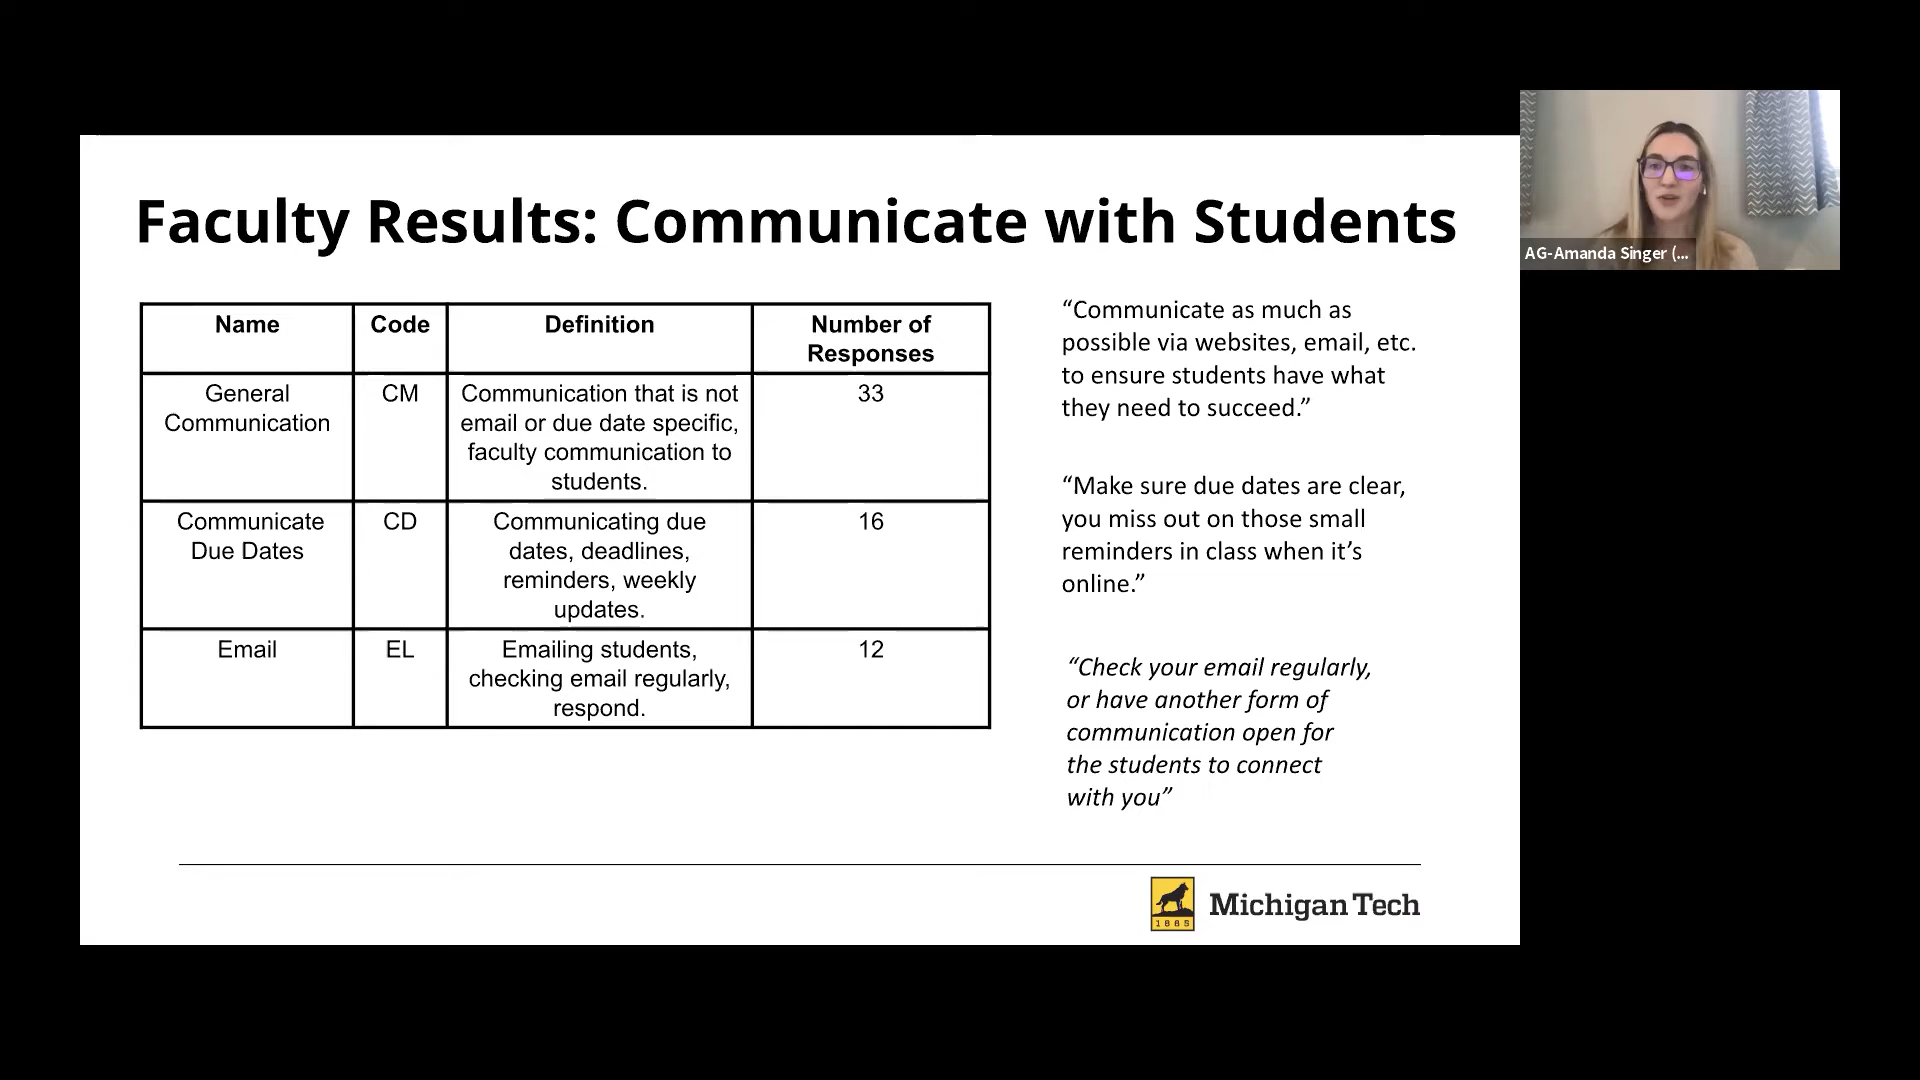 Faculty Results: Communicate with Students
Name
Code
Definition
Number of
Responses
General
Communication
CM
Communication that is not
email or due date specific,
faculty communication to
students.
33
Communicate
Due Dates
CD
Communicating due
dates, deadlines,
reminders, weekly
updates.
16
Email
EL
Emailing students,
checking email regularly,
respond.
12
“Communicate as much as
possible via websites, email, etc.
to ensure students have what
they need to succeed.”
“Make sure due dates are clear,
you miss out on those small
reminders in class when it’s
online.”
“Check your email regularly,
or have another form of
communication open for
the students to connect
with you”
1885
Michigan Tech
AG-Amanda Singer (...